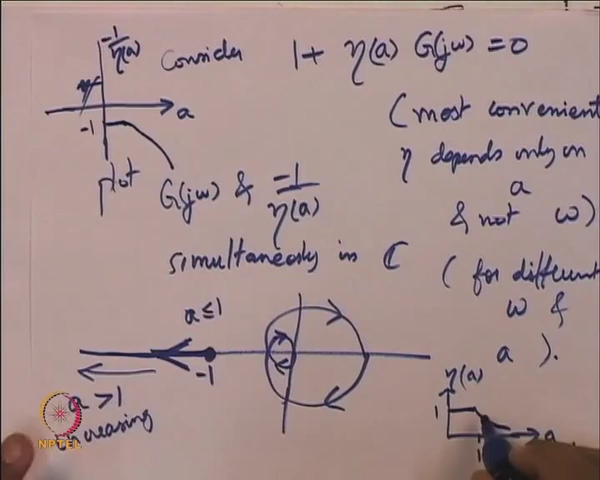 -1/η(a)
Consider 1 + η(a) G(jω) = 0
a
-1
(most convenient
η depends only on
a
& not ω)
plot G(jω) & -1/η(a)
simultaneously in ℂ
(for different
ω &
a).
a ≤ 1
-1
a > 1
increasing
η(a)
1
a
1
NPTEL